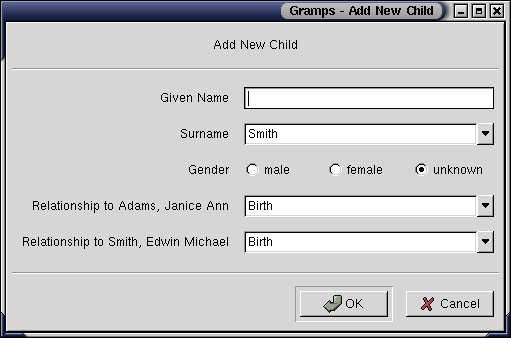 Gramps - Add New Child
Add New Child
Given Name
Surname Smith
Gender male female unknown
Relationship to Adams, Janice Ann Birth
Relationship to Smith, Edwin Michael Birth
OK Cancel